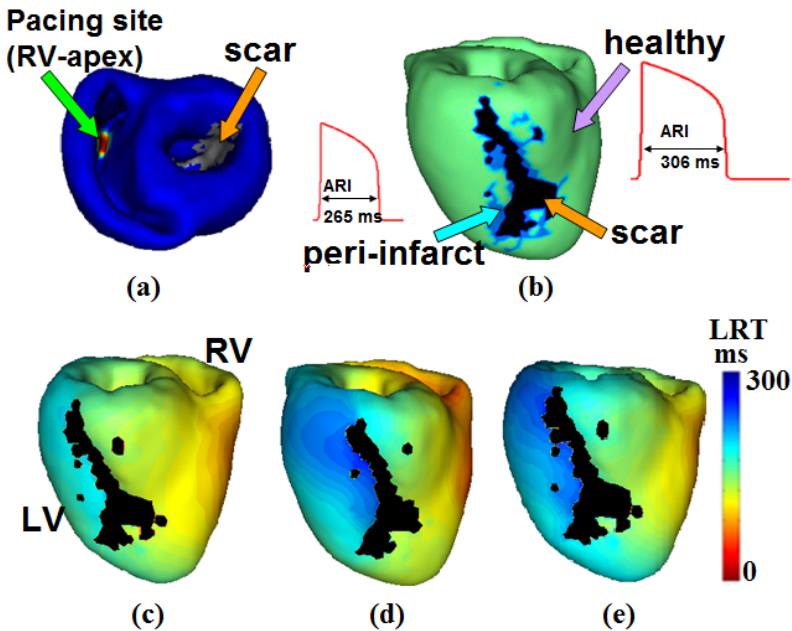 Pacing site
(RV-apex)
scar
healthy
ARI
265 ms
ARI
306 ms
peri-infarct
scar
(a)
(b)
RV
LV
LRT
ms
300
0
(c)
(d)
(e)